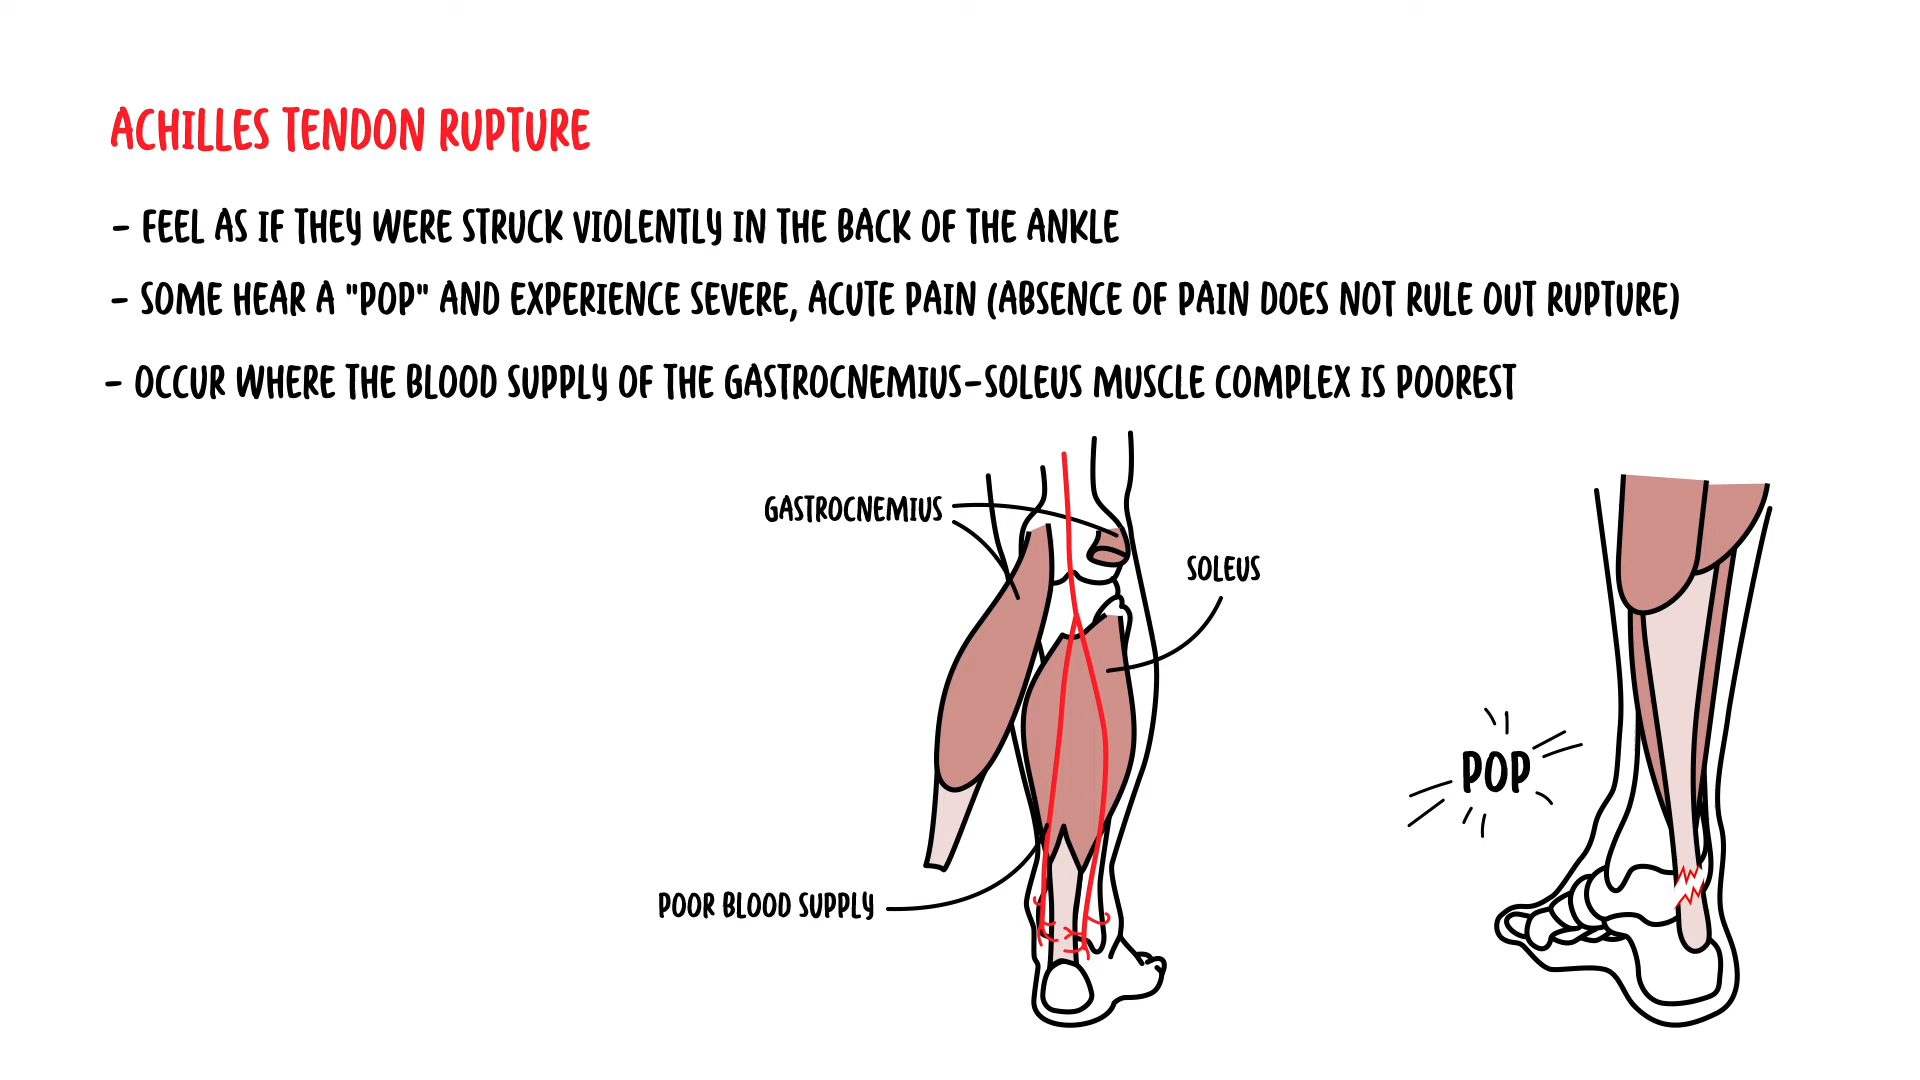 ACHILLES TENDON RUPTURE
- FEEL AS IF THEY WERE STRUCK VIOLENTLY IN THE BACK OF THE ANKLE
- SOME HEAR A "POP" AND EXPERIENCE SEVERE, ACUTE PAIN (ABSENCE OF PAIN DOES NOT RULE OUT RUPTURE)
- OCCUR WHERE THE BLOOD SUPPLY OF THE GASTROCNEMIUS-SOLEUS MUSCLE COMPLEX IS POOREST
GASTROCNEMIUS
SOLEUS
POP
POOR BLOOD SUPPLY